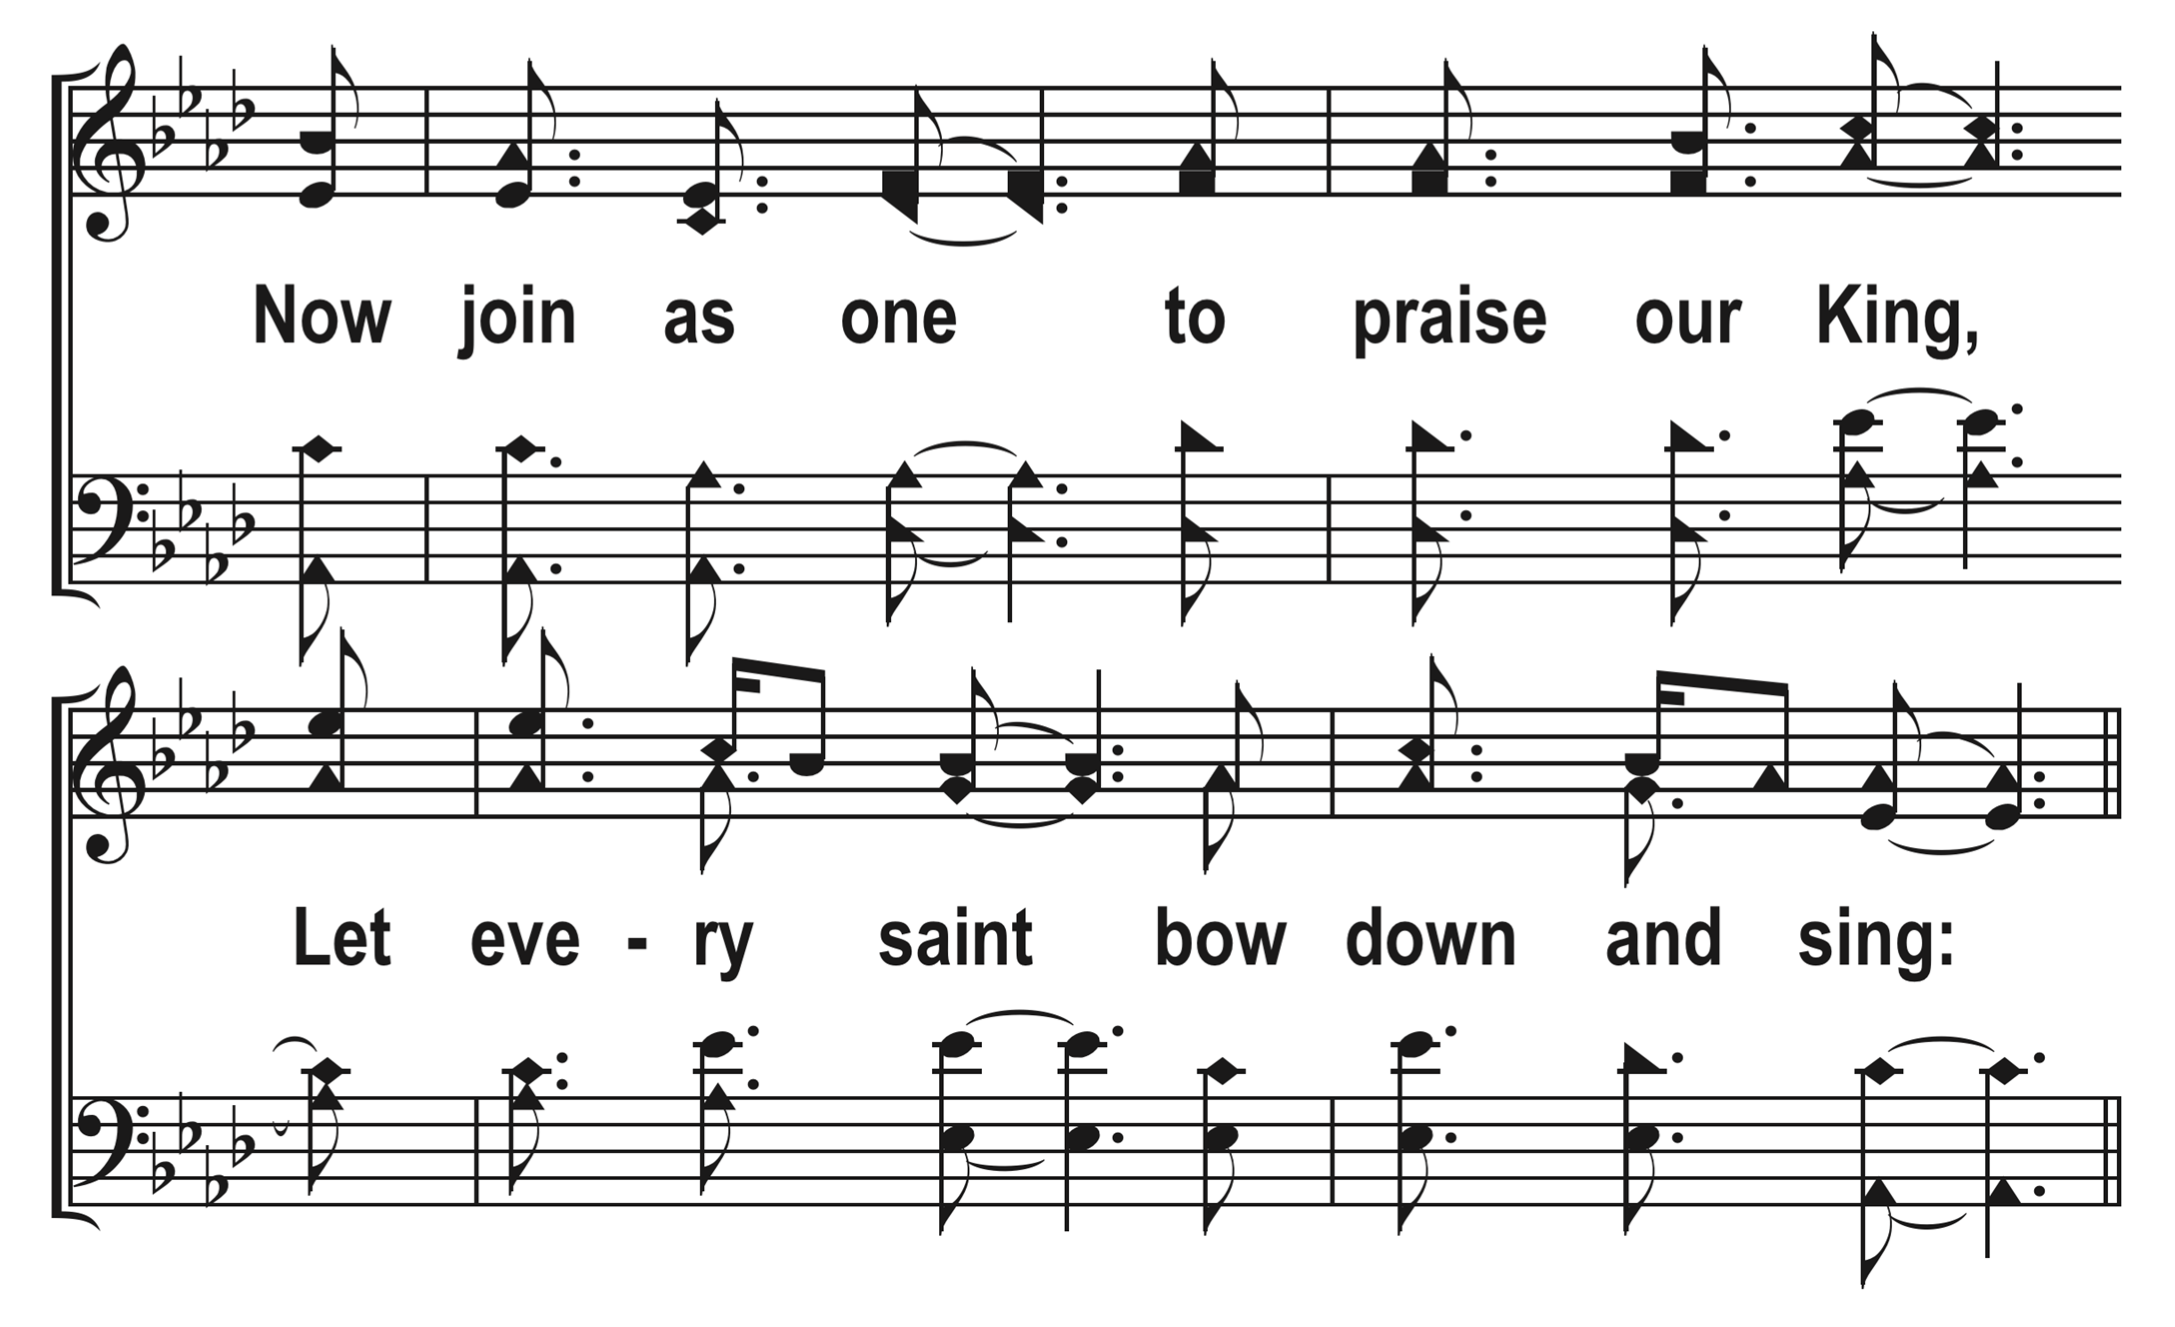 Now join as one to praise our King,
Let eve - ry saint bow down and sing: